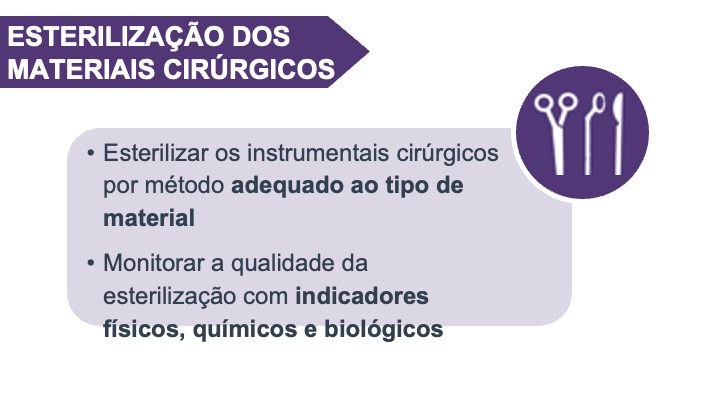 ESTERILIZAÇÃO DOS
MATERIAIS CIRÚRGICOS
• Esterilizar os instrumentais cirúrgicos
por método adequado ao tipo de
material
• Monitorar a qualidade da
esterilização com indicadores
físicos, químicos e biológicos